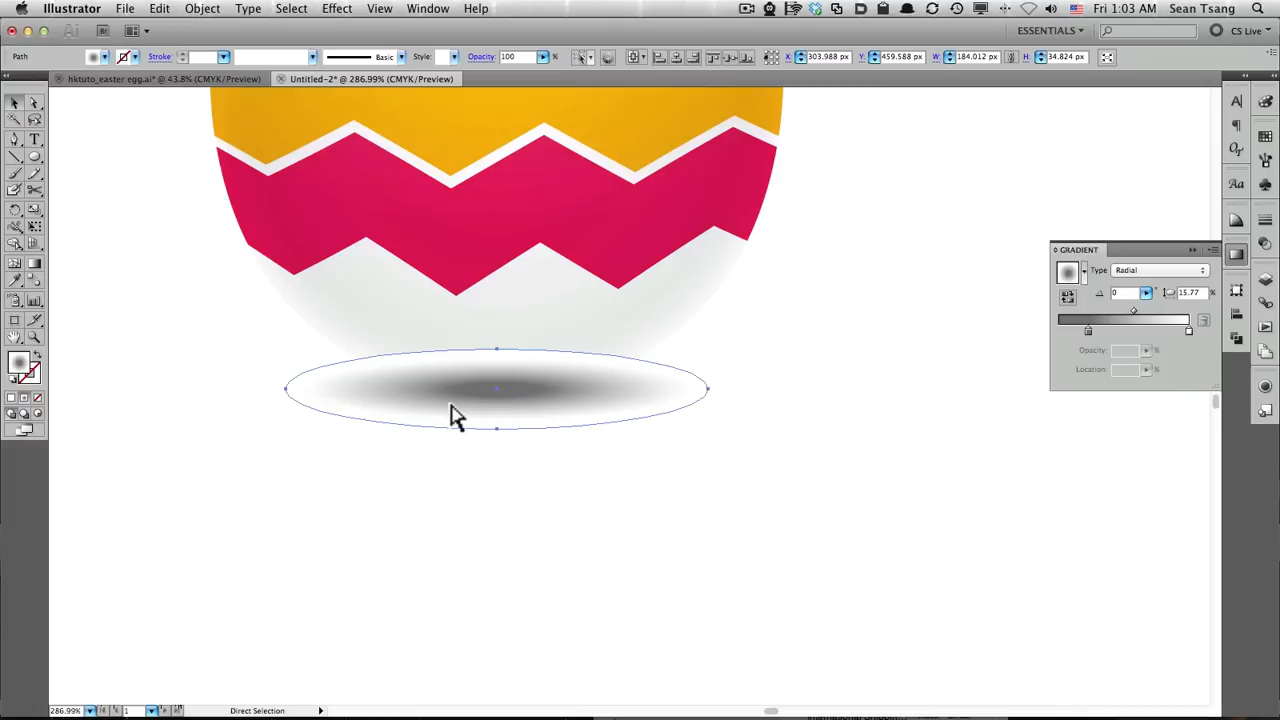 Illustrator File Edit Object Type Select Effect View Window Help Fri 1:03 AM Sean Tsang
ESSENTIALS CS Live
Path Stroke: Basic Style: Opacity: 100 % X: 303.988 px Y: 459.588 px W: 184.012 px H: 34.824 px
hktuto_easter egg.ai* @ 43.8% (CMYK/Preview) Untitled-2* @ 286.99% (CMYK/Preview)
GRADIENT
Type Radial
0 ° 15.77 %
Opacity: %
Location: %
286.99% 1 Direct Selection